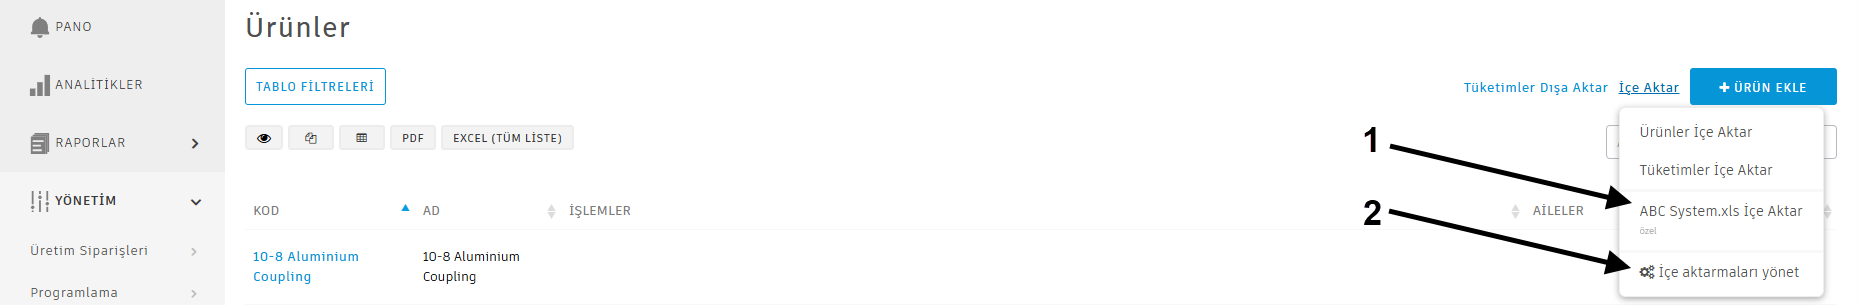 PANO
ANALİTİKLER
RAPORLAR
YÖNETİM
Üretim Siparişleri
Programlama
Ürünler
TABLO FİLTRELERİ
Tüketimler Dışa Aktar İçe Aktar ÜRÜN EKLE
PDF EXCEL (TÜM LİSTE)
Ürünler İçe Aktar
Tüketimler İçe Aktar
ABC System.xls İçe Aktar
özel
İçe aktarmaları yönet
1
2
KOD AD İŞLEMLER AİLELER
10-8 Aluminium
Coupling
10-8 Aluminium
Coupling